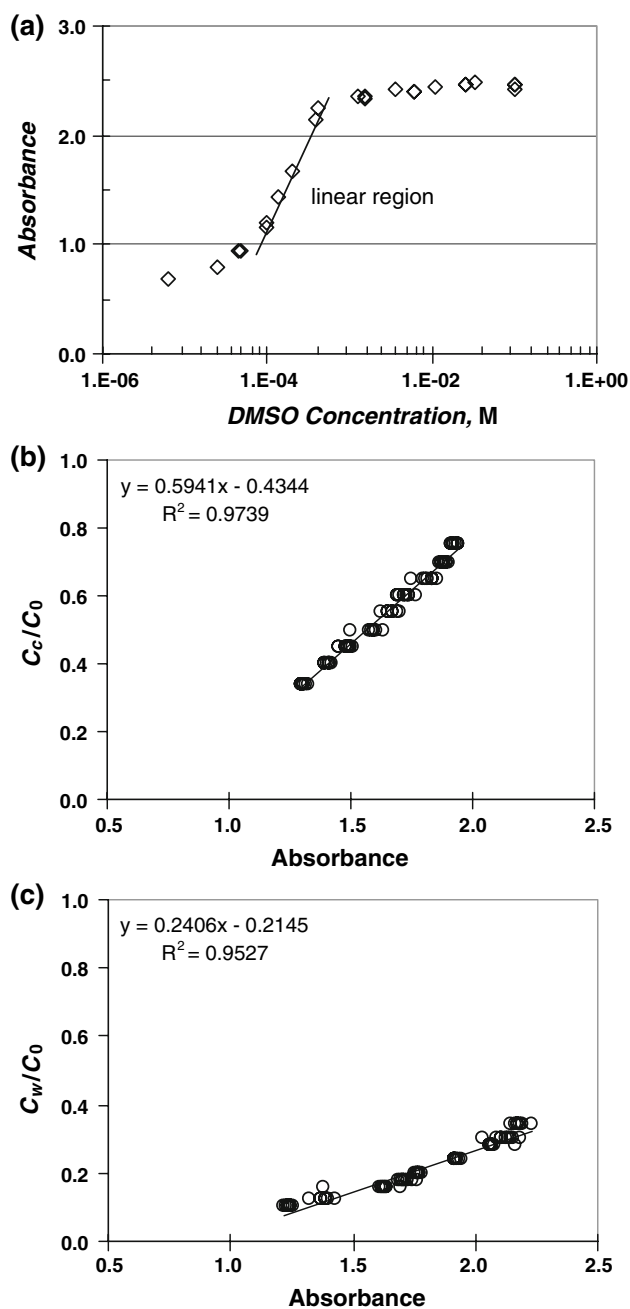 (a)
3.0
2.0
1.0
0.0
Absorbance
linear region
1.E-06
1.E-04
1.E-02
1.E+00
DMSO Concentration, M
(b)
1.0
0.8
0.6
0.4
0.2
0.0
Cc/C0
y = 0.5941x - 0.4344
R2 = 0.9739
0.5
1.0
1.5
2.0
2.5
Absorbance
(c)
1.0
0.8
0.6
0.4
0.2
0.0
Cw/C0
y = 0.2406x - 0.2145
R2 = 0.9527
0.5
1.0
1.5
2.0
2.5
Absorbance